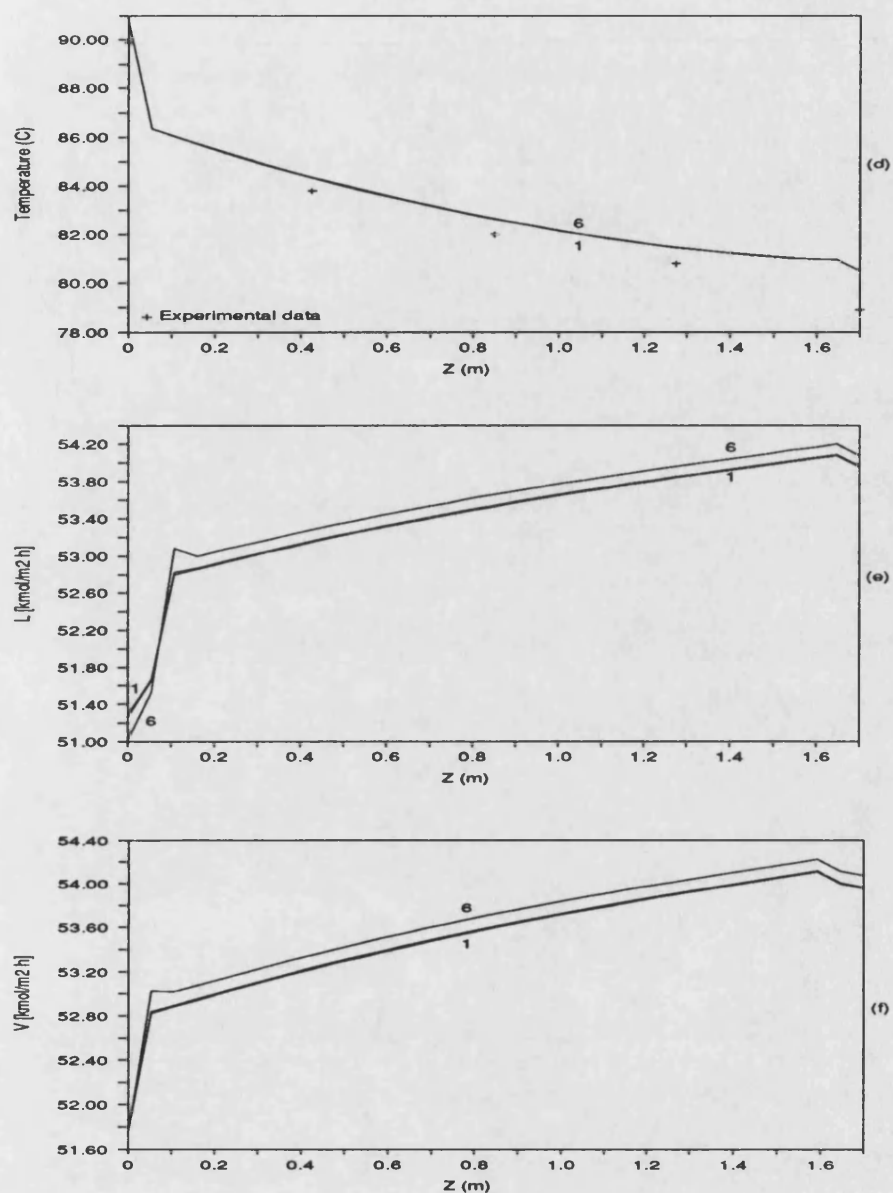 90.00
88.00
86.00
84.00
82.00
80.00
78.00
Temperature (C)
6
1
+ Experimental data
0 0.2 0.4 0.6 0.8 1.0 1.2 1.4 1.6
Z (m)
(d)
54.20
53.80
53.40
53.00
52.60
52.20
51.80
51.40
51.00
L [kmol/m2 h]
6
1
1
6
0 0.2 0.4 0.6 0.8 1.0 1.2 1.4 1.6
Z (m)
(e)
54.40
54.00
53.60
53.20
52.80
52.40
52.00
51.60
V [kmol/m2 h]
6
1
0 0.2 0.4 0.6 0.8 1.0 1.2 1.4 1.6
Z (m)
(f)